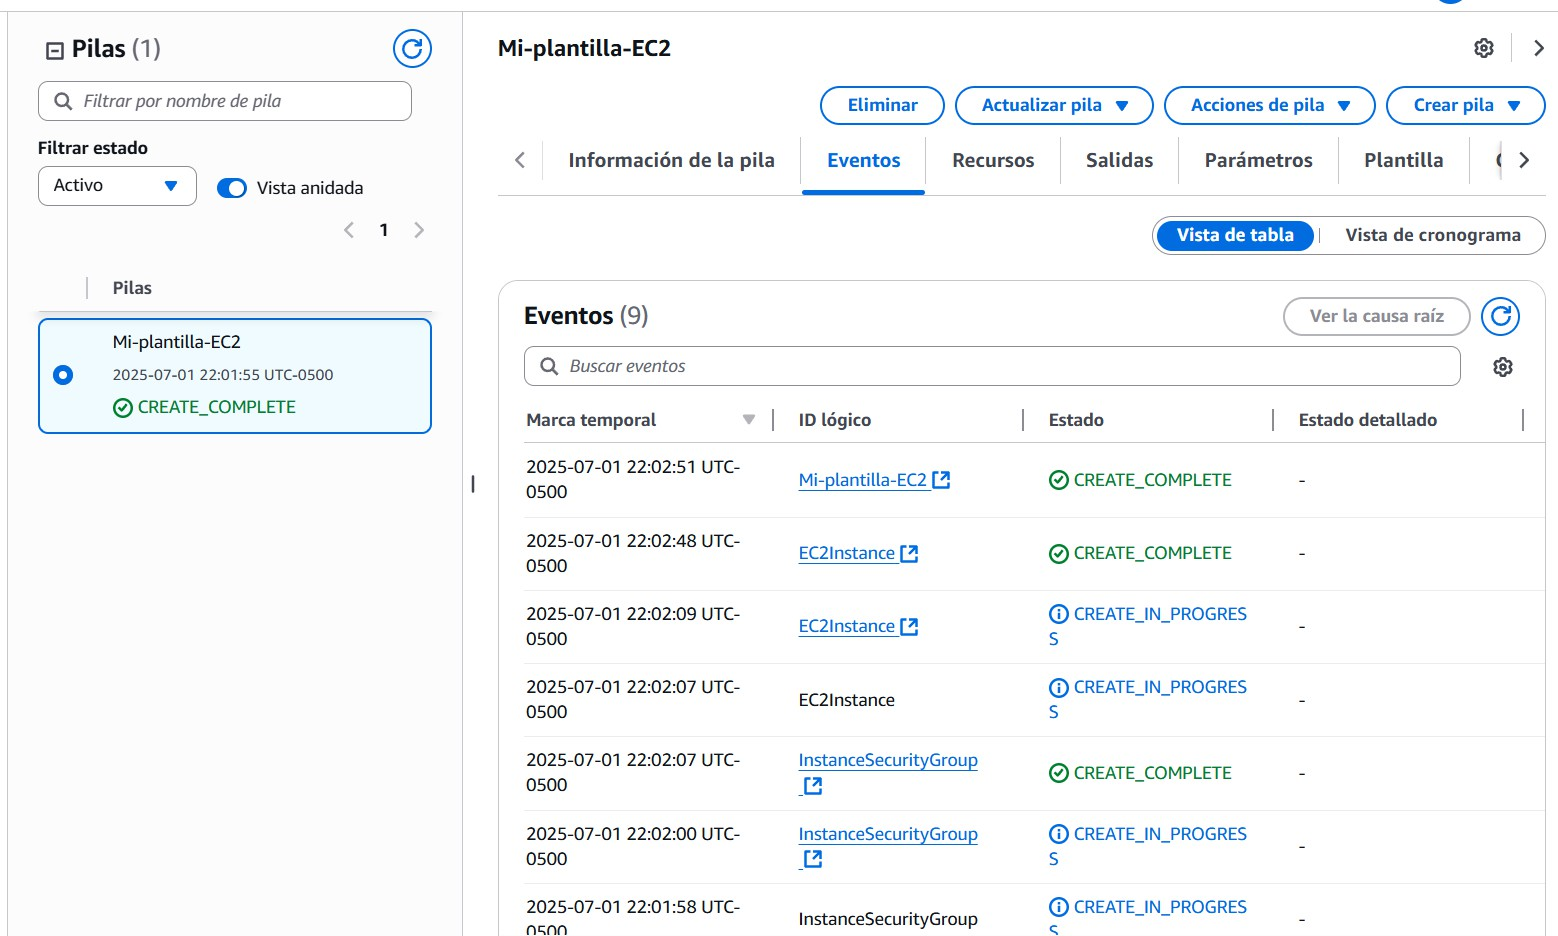 Pilas (1)
Filtrar por nombre de pila
Filtrar estado
Activo
Vista anidada
1
Pilas
Mi-plantilla-EC2
2025-07-01 22:01:55 UTC-0500
CREATE_COMPLETE
Mi-plantilla-EC2
Eliminar
Actualizar pila
Acciones de pila
Crear pila
Información de la pila
Eventos
Recursos
Salidas
Parámetros
Plantilla
Vista de tabla
Vista de cronograma
Eventos (9)
Ver la causa raíz
Buscar eventos
Marca temporal
ID lógico
Estado
Estado detallado
2025-07-01 22:02:51 UTC-
0500
Mi-plantilla-EC2
CREATE_COMPLETE
-
2025-07-01 22:02:48 UTC-
0500
EC2Instance
CREATE_COMPLETE
-
2025-07-01 22:02:09 UTC-
0500
EC2Instance
CREATE_IN_PROGRES
S
-
2025-07-01 22:02:07 UTC-
0500
EC2Instance
CREATE_IN_PROGRES
S
-
2025-07-01 22:02:07 UTC-
0500
InstanceSecurityGroup
CREATE_COMPLETE
-
2025-07-01 22:02:00 UTC-
0500
InstanceSecurityGroup
CREATE_IN_PROGRES
S
-
2025-07-01 22:01:58 UTC-
0500
InstanceSecurityGroup
CREATE_IN_PROGRES
S
-